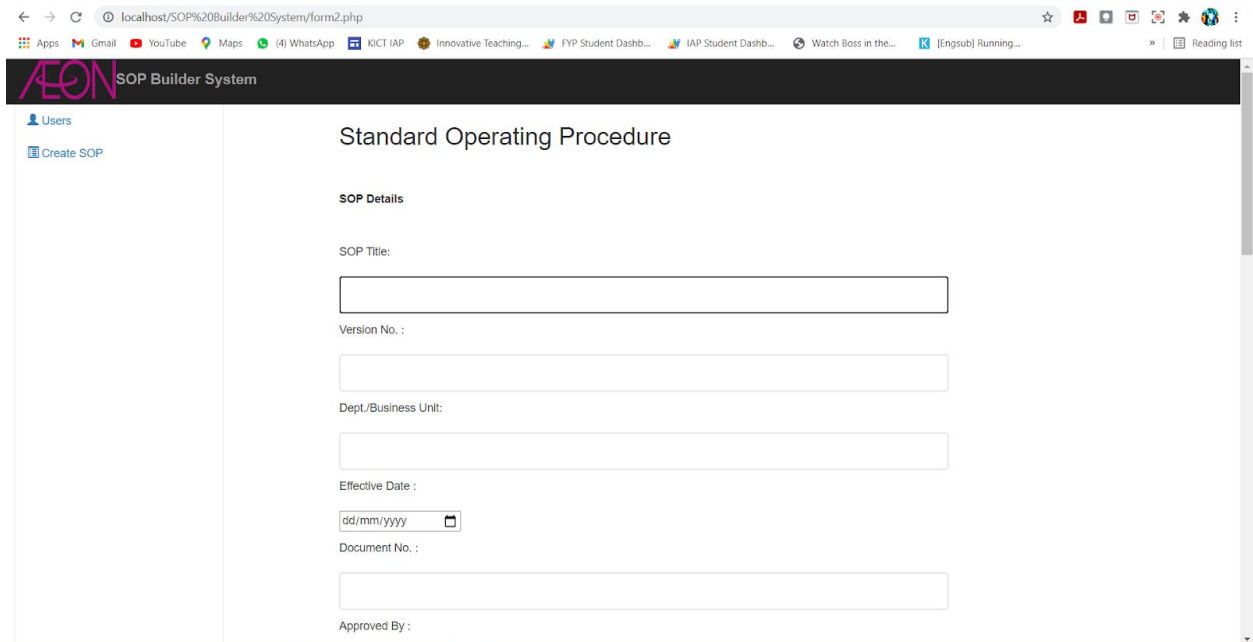 localhost/SOP%20Builder%20System/form2.php
Apps Gmail YouTube Maps (4) WhatsApp KICT IAP Innovative Teaching... FYP Student Dashb... IAP Student Dashb... Watch Boss in the... [Engsub] Running... » Reading list
ÆON SOP Builder System
Users
Create SOP
Standard Operating Procedure
SOP Details
SOP Title:
Version No. :
Dept./Business Unit:
Effective Date :
dd/mm/yyyy
Document No. :
Approved By :